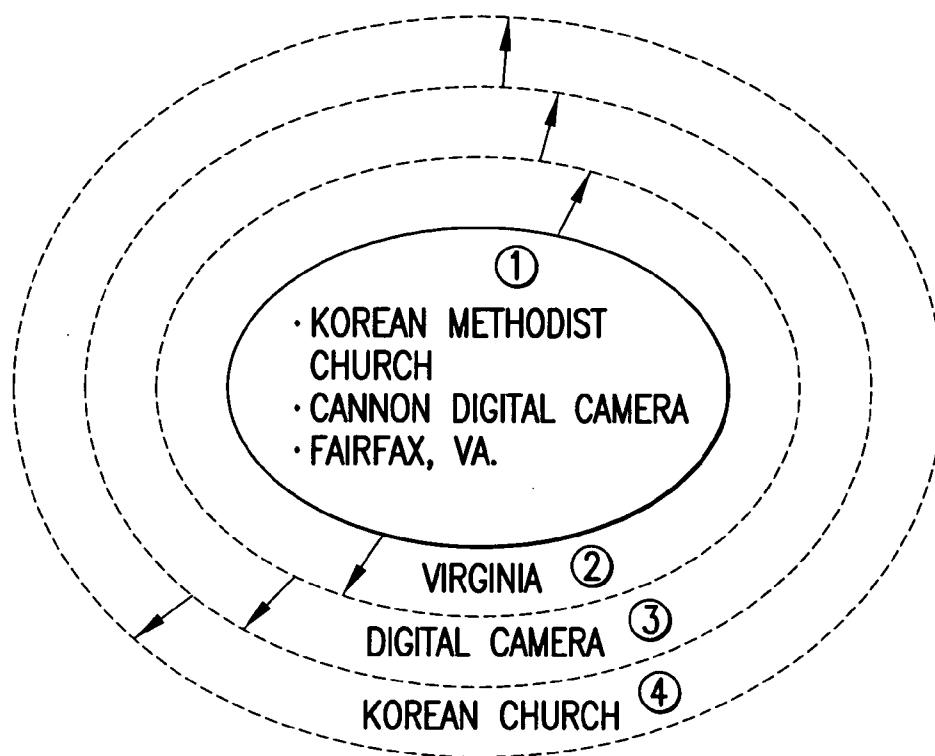 ①
· KOREAN METHODIST
CHURCH
· CANNON DIGITAL CAMERA
· FAIRFAX, VA.
VIRGINIA ②
DIGITAL CAMERA ③
KOREAN CHURCH ④